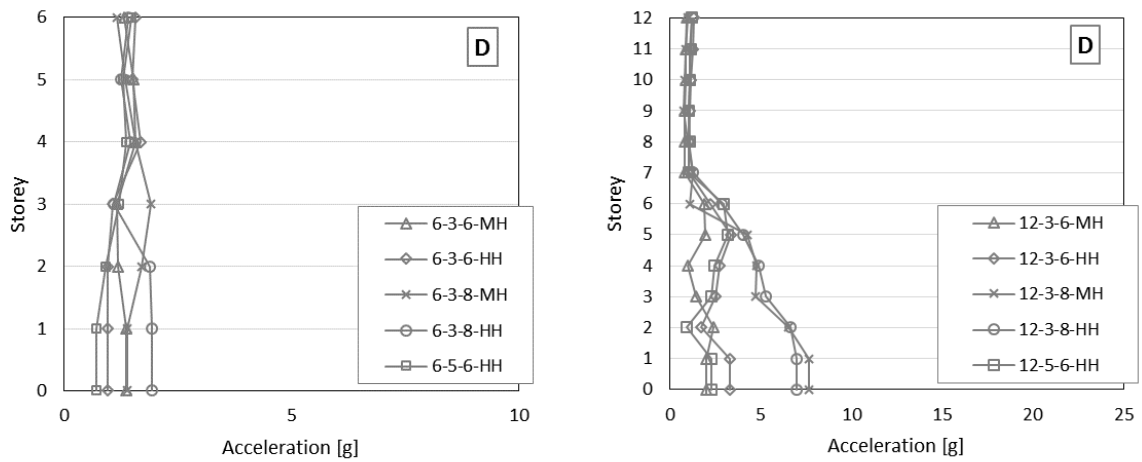 D
6
5
4
3
2
1
0
Storey
0 5 10
Acceleration [g]
6-3-6-MH
6-3-6-HH
6-3-8-MH
6-3-8-HH
6-5-6-HH
D
12
11
10
9
8
7
6
5
4
3
2
1
0
Storey
0 5 10 15 20 25
Acceleration [g]
12-3-6-MH
12-3-6-HH
12-3-8-MH
12-3-8-HH
12-5-6-HH